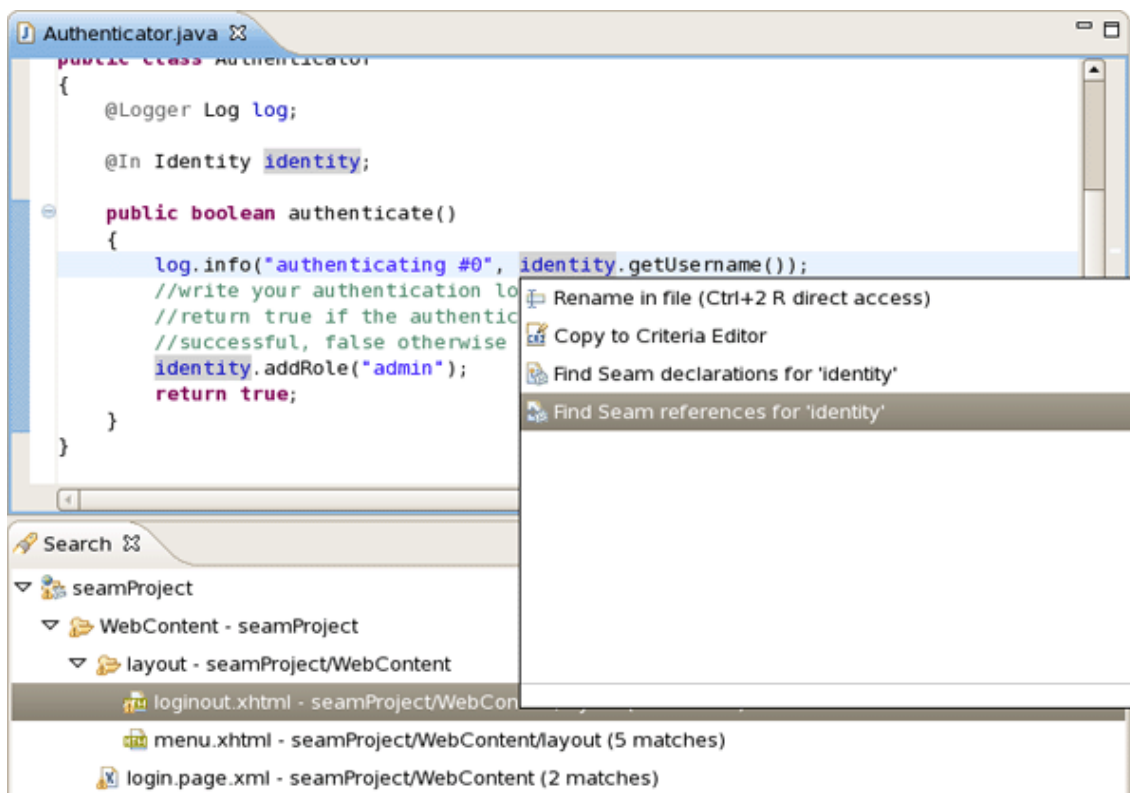 Authenticator.java
public class Authenticator
{
@Logger Log log;
@In Identity identity;
public boolean authenticate()
{
log.info("authenticating #0", identity.getUsername());
//write your authentication lo
//return true if the authentic
//successful, false otherwise
identity.addRole("admin");
return true;
}
}
Rename in file (Ctrl+2 R direct access)
Copy to Criteria Editor
Find Seam declarations for 'identity'
Find Seam references for 'identity'
Search
seamProject
WebContent - seamProject
layout - seamProject/WebContent
loginout.xhtml - seamProject/WebCon
menu.xhtml - seamProject/WebContent/layout (5 matches)
login.page.xml - seamProject/WebContent (2 matches)